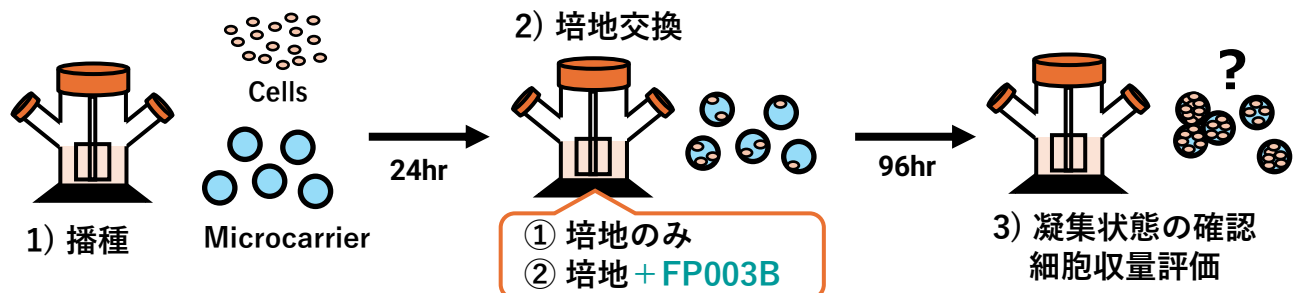 1) 播種
Cells
Microcarrier
24hr
2) 培地交換
① 培地のみ
② 培地＋FP003B
96hr
?
3) 凝集状態の確認
細胞収量評価